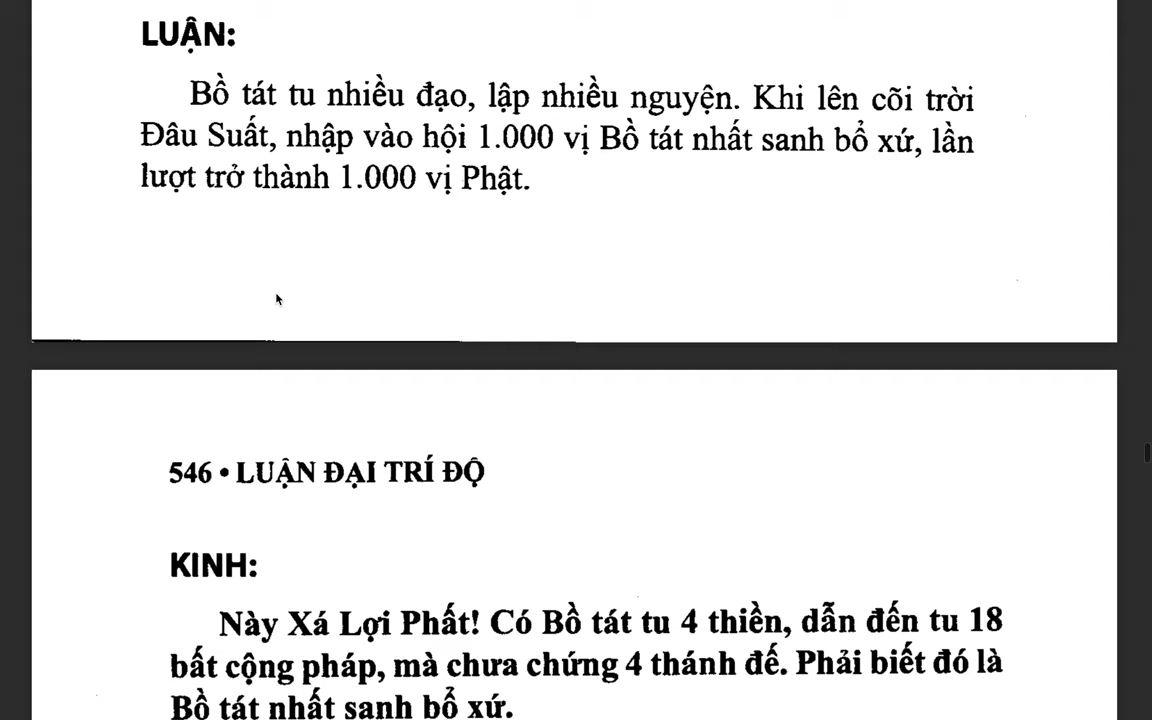 LUẬN:
Bồ tát tu nhiều đạo, lập nhiều nguyện. Khi lên cõi trời
Đâu Suất, nhập vào hội 1.000 vị Bồ tát nhất sanh bổ xứ, lần
lượt trở thành 1.000 vị Phật.
546 • LUẬN ĐẠI TRÍ ĐỘ
KINH:
Này Xá Lợi Phất! Có Bồ tát tu 4 thiền, dẫn đến tu 18
bất cộng pháp, mà chưa chứng 4 thánh đế. Phải biết đó là
Bồ tát nhất sanh bổ xứ.